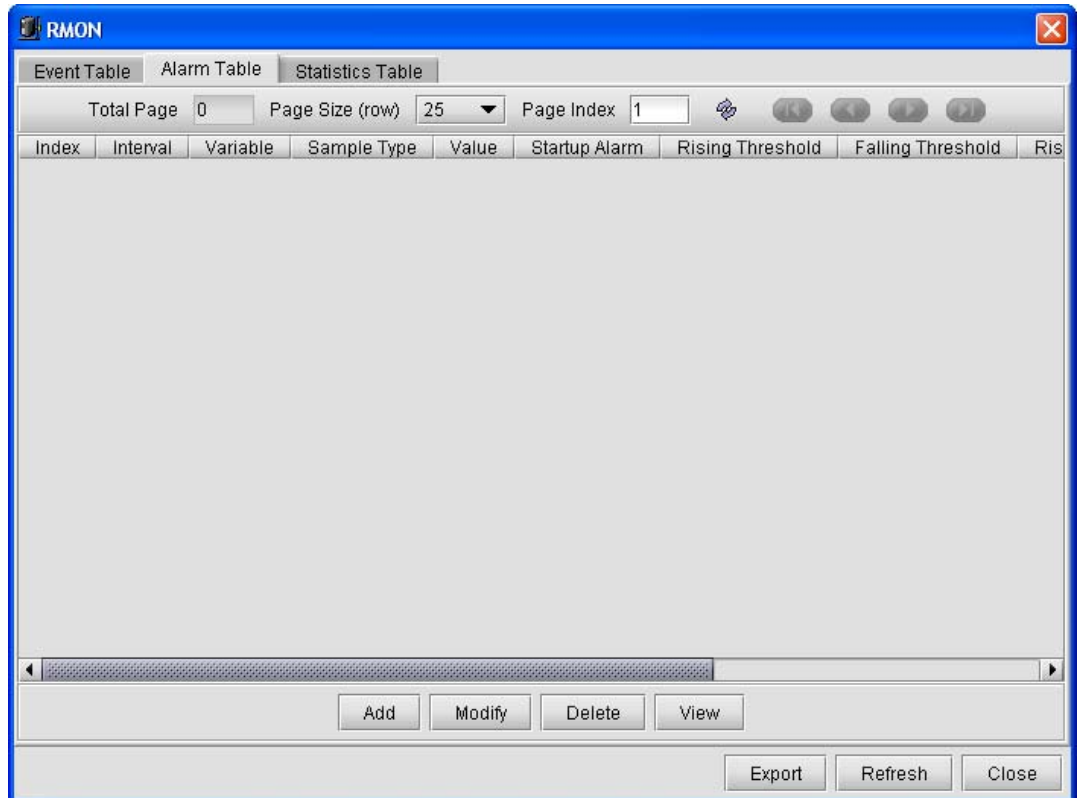 RMON
Event Table Alarm Table Statistics Table
Total Page 0 Page Size (row) 25 Page Index 1
Index Interval Variable Sample Type Value Startup Alarm Rising Threshold Falling Threshold Ris
Add Modify Delete View
Export Refresh Close